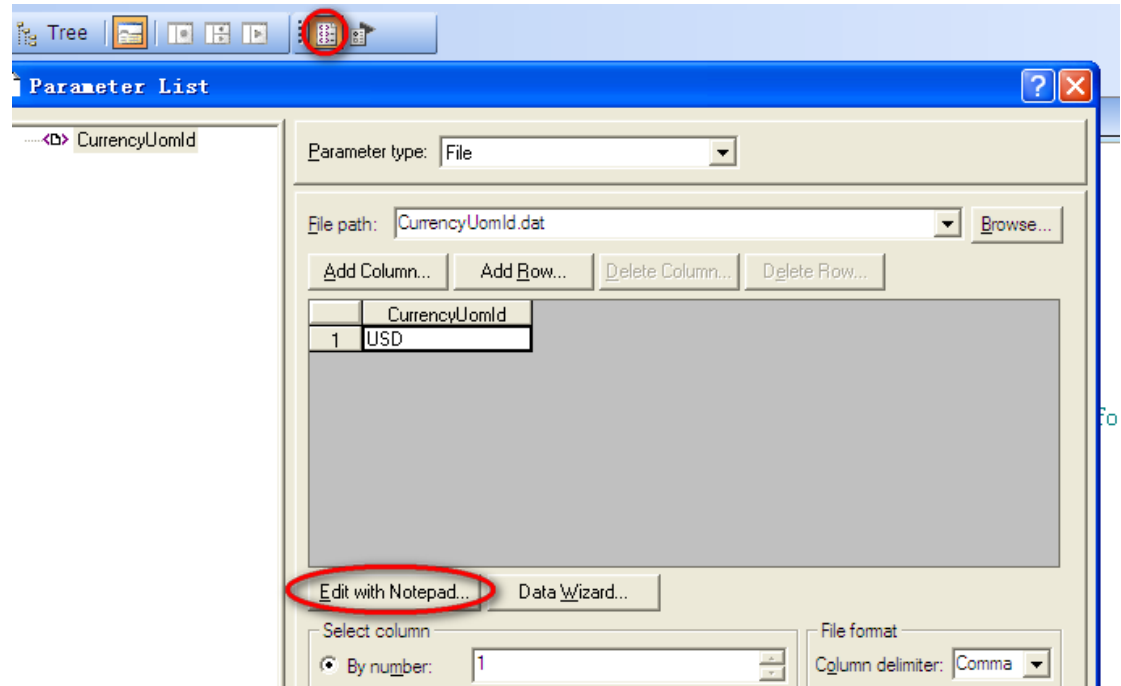 Tree
Parameter List
CurrencyUomId
Parameter type: File
File path: CurrencyUomId.dat Browse...
Add Column... Add Row... Delete Column... Delete Row...
CurrencyUomId
1 USD
fo
Edit with Notepad... Data Wizard...
Select column File format
By number: 1 Column delimiter: Comma